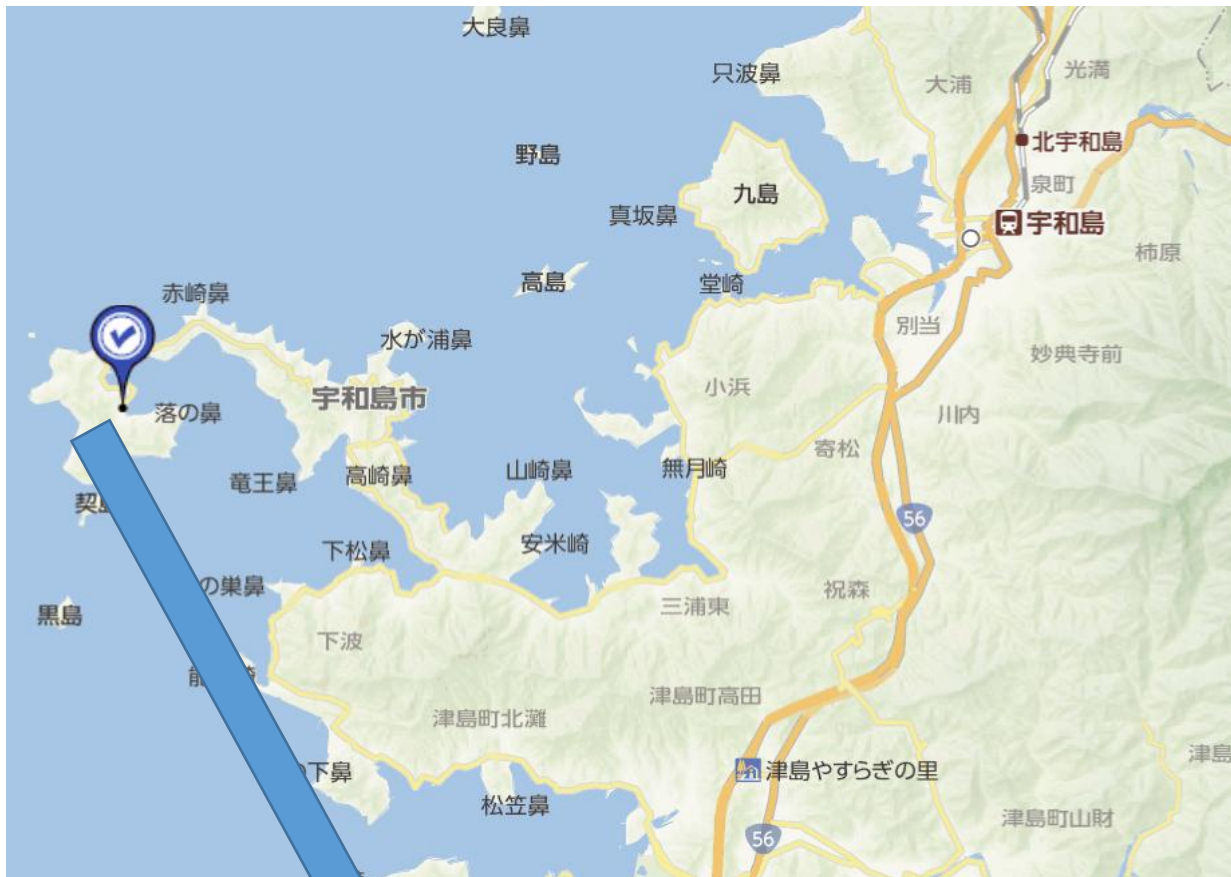 大良鼻
只波鼻
大浦
光満
北宇和島
野島
泉町
九島
真坂鼻
宇和島
柿原
高島
堂崎
赤崎鼻
別当
水が浦鼻
妙典寺前
小浜
宇和島市
落の鼻
川内
寄松
無月崎
山崎鼻
高崎鼻
竜王鼻
56
安米崎
下松鼻
の巣鼻
祝森
三浦東
黒島
下波
津島町高田
津島町北灘
津島
津島やすらぎの里
の下鼻
松笠鼻
津島町山財
56